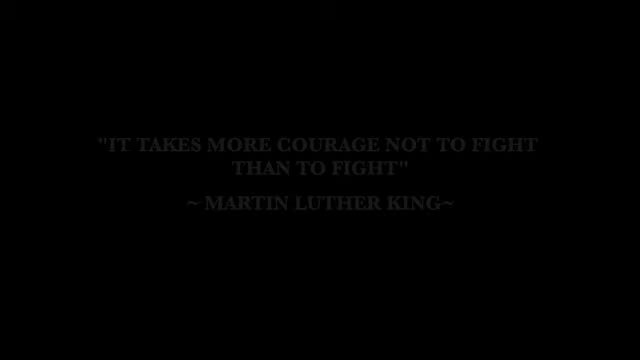 "IT TAKES MORE COURAGE NOT TO FIGHT
THAN TO FIGHT"
~ MARTIN LUTHER KING~